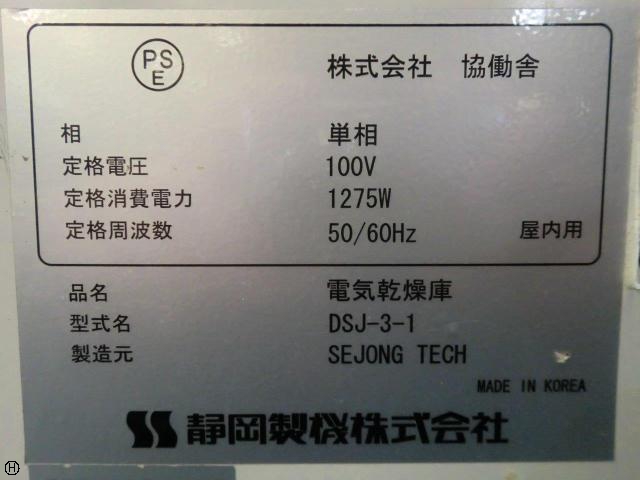 PSE
株式会社 協働舎
相 単相
定格電圧 100V
定格消費電力 1275W
定格周波数 50/60Hz 屋内用
品名 電気乾燥庫
型式名 DSJ-3-1
製造元 SEJONG TECH
MADE IN KOREA
静岡製機株式会社
H